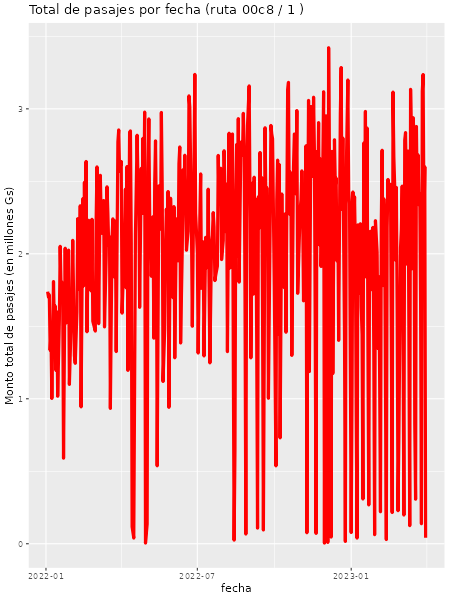 Total de pasajes por fecha (ruta 00c8 / 1 )
Monto total de pasajes (en millones Gs)
3
2
1
0
2022-01
2022-07
2023-01
fecha